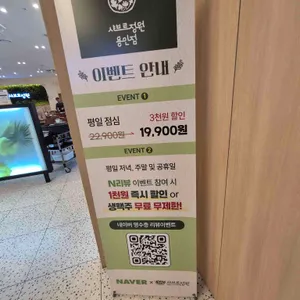 샤브로정원
용인점
이벤트 안내
EVENT 1
평일 점심
3천원 할인
22,900원
19,900원
EVENT 2
평일 저녁, 주말 및 공휴일
N리뷰 이벤트 참여 시
1천원 즉시 할인 or
생맥주 무료 무제한!
네이버 영수증 리뷰이벤트
NAVER ×